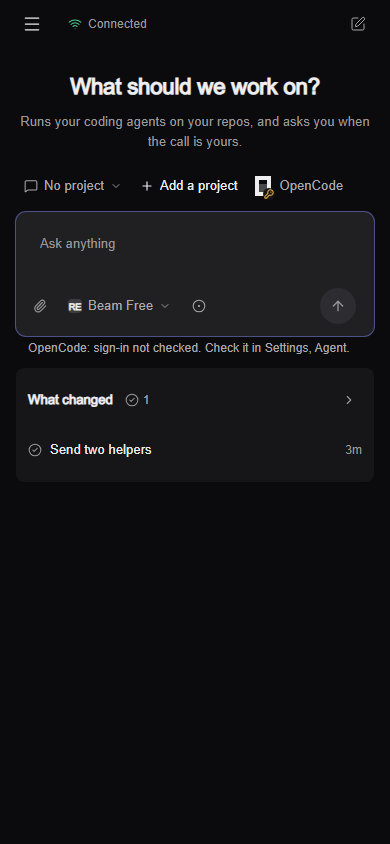 Connected
What should we work on?
Runs your coding agents on your repos, and asks you when
the call is yours.
No project
Add a project
OpenCode
Ask anything
RE Beam Free
OpenCode: sign-in not checked. Check it in Settings, Agent.
What changed 1
Send two helpers 3m